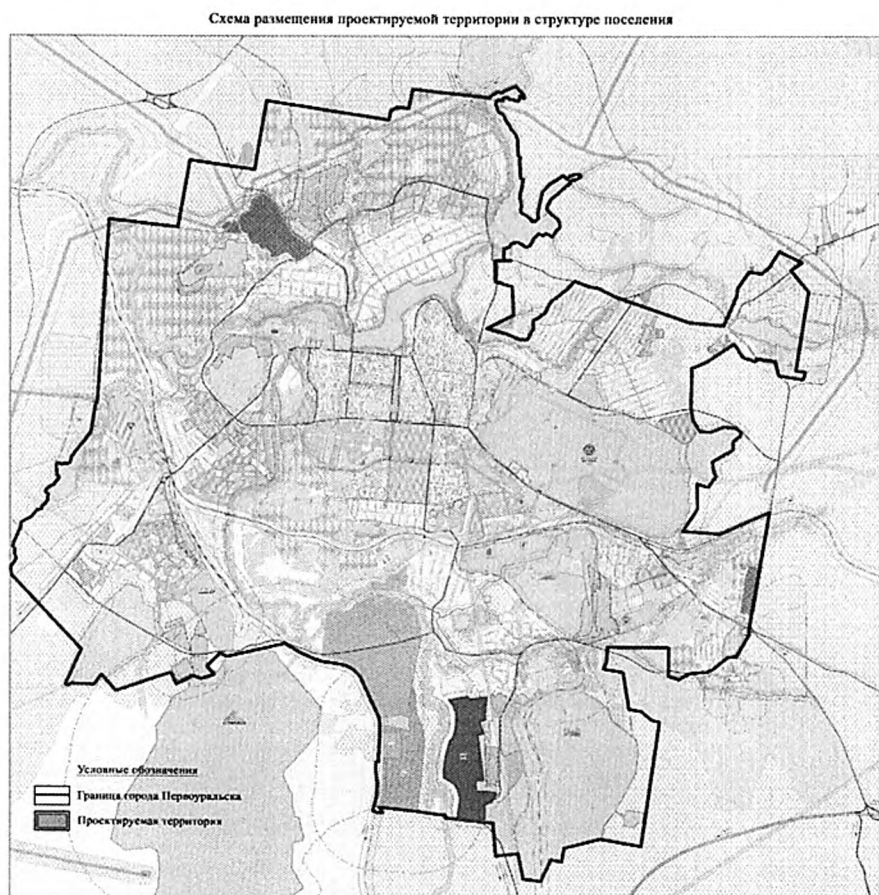 Схема размещения проектируемой территории в структуре поселения
Условные обозначения
Граница города Первоуральска
Проектируемая территория